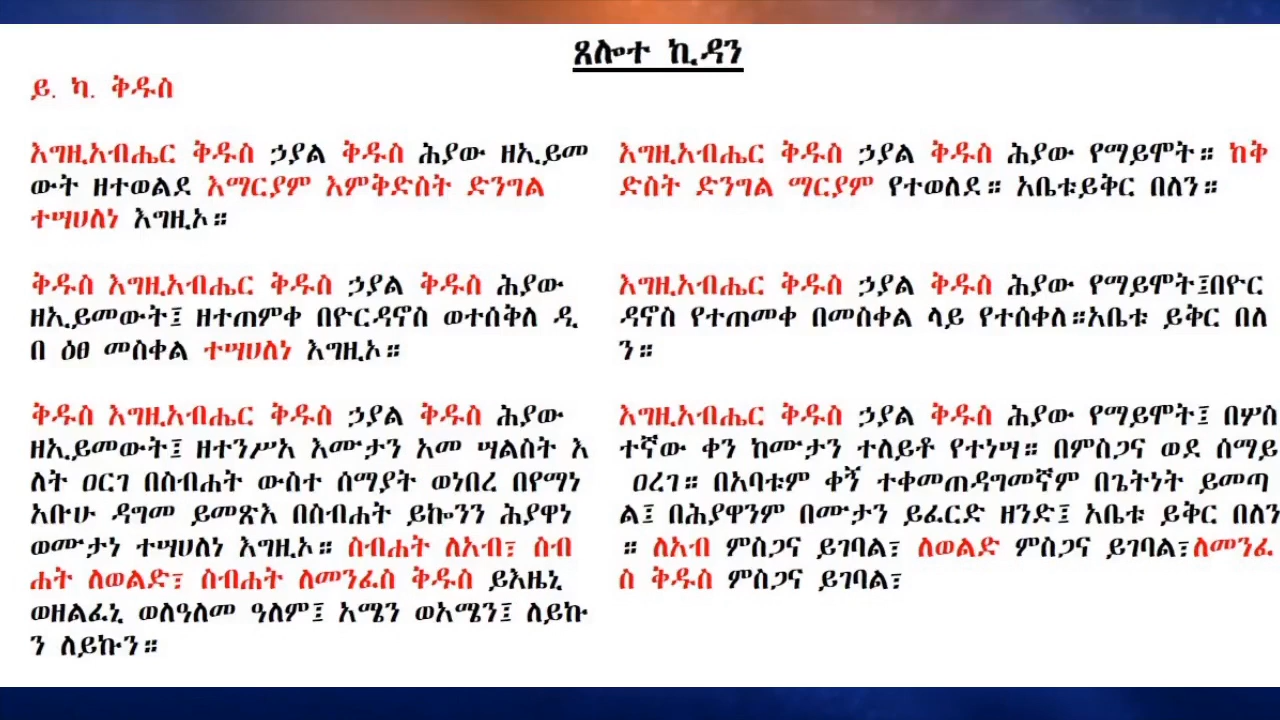 ጸሎተ ኪዳን
ይ. ካ. ቅዱስ
እግዚአብሔር ቅዱስ ኃያል ቅዱስ ሕያው ዘኢይመ
ውት ዘተወልደ እማርያም እምቅድስት ድንግል
ተሣሀለነ እግዚኦ።
ቅዱስ እግዚአብሔር ቅዱስ ኃያል ቅዱስ ሕያው
ዘኢይመውት፤ ዘተጠምቀ በዮርዳኖስ ወተሰቅለ ዲ
በ ዕፀ መስቀል ተሣሀለነ እግዚኦ።
ቅዱስ እግዚአብሔር ቅዱስ ኃያል ቅዱስ ሕያው
ዘኢይመውት፤ ዘተንሥአ እሙታን አመ ሣልስት እ
ለት ዐርገ በስብሐት ውስተ ሰማያት ወነበረ በየማነ
አቡሁ ዳግመ ይመጽእ በስብሐት ይኰንን ሕያዋነ
ወሙታነ ተሣሀለነ እግዚኦ። ስብሐት ለአብ፣ ስብ
ሐት ለወልድ፣ ስብሐት ለመንፈስ ቅዱስ ይእዜኒ
ወዘልፈኒ ወለዓለመ ዓለም፤ አሜን ወአሜን፤ ለይኩ
ን ለይኩን።
እግዚአብሔር ቅዱስ ኃያል ቅዱስ ሕያው የማይሞት። ከቅ
ድስት ድንግል ማርያም የተወለደ። አቤቱይቅር በለን።
እግዚአብሔር ቅዱስ ኃያል ቅዱስ ሕያው የማይሞት፤በዮር
ዳኖስ የተጠመቀ በመስቀል ላይ የተሰቀለ።አቤቱ ይቅር በለ
ን።
እግዚአብሔር ቅዱስ ኃያል ቅዱስ ሕያው የማይሞት፤ በሦስ
ተኛው ቀን ከሙታን ተለይቶ የተነሣ። በምስጋና ወደ ሰማይ
ዐረገ። በአባቱም ቀኝ ተቀመጠዳግመኛም በጌትነት ይመጣ
ል፤ በሕያዋንም በሙታን ይፈርድ ዘንድ፤ አቤቱ ይቅር በለን
። ለአብ ምስጋና ይገባል፣ ለወልድ ምስጋና ይገባል፣ለመንፈ
ስ ቅዱስ ምስጋና ይገባል፣